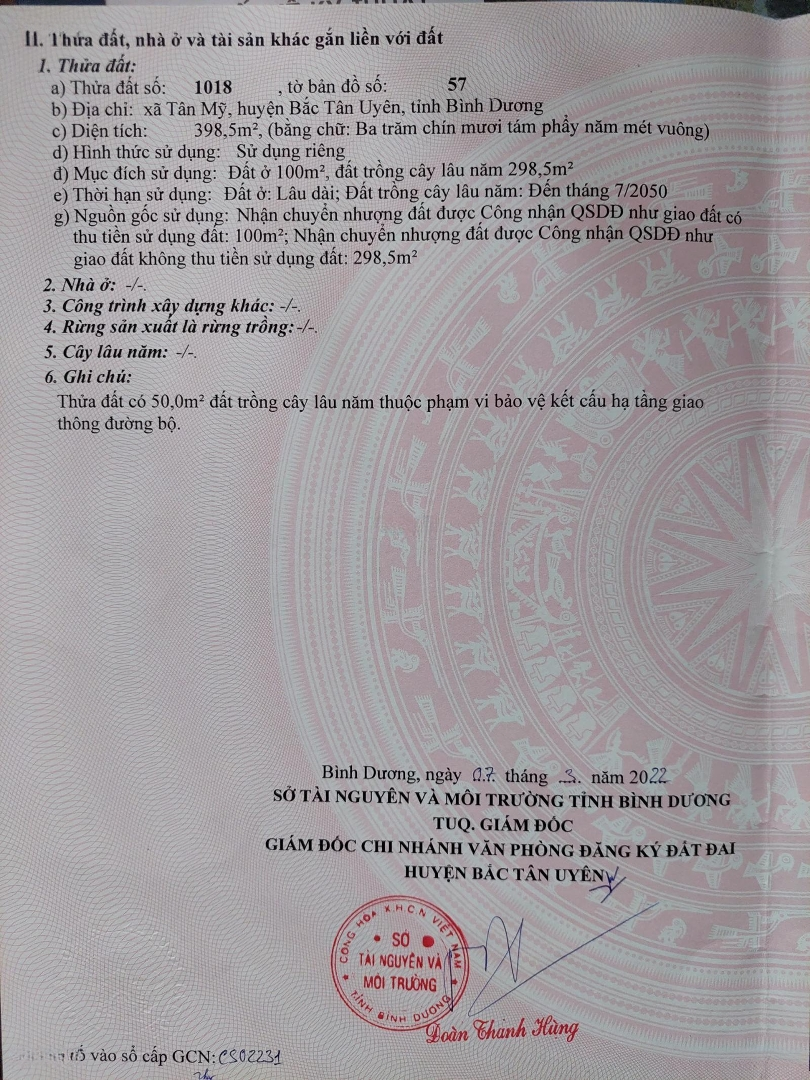 II. Thửa đất, nhà ở và tài sản khác gắn liền với đất
1. Thửa đất:
a) Thửa đất số: 1018 , tờ bản đồ số: 57
b) Địa chỉ: xã Tân Mỹ, huyện Bắc Tân Uyên, tỉnh Bình Dương
c) Diện tích: 398,5m², (bằng chữ: Ba trăm chín mươi tám phẩy năm mét vuông)
d) Hình thức sử dụng: Sử dụng riêng
đ) Mục đích sử dụng: Đất ở 100m², đất trồng cây lâu năm 298,5m²
e) Thời hạn sử dụng: Đất ở: Lâu dài; Đất trồng cây lâu năm: Đến tháng 7/2050
g) Nguồn gốc sử dụng: Nhận chuyển nhượng đất được Công nhận QSDĐ như giao đất có
thu tiền sử dụng đất: 100m²; Nhận chuyển nhượng đất được Công nhận QSDĐ như
giao đất không thu tiền sử dụng đất: 298,5m²
2. Nhà ở: -/-.
3. Công trình xây dựng khác: -/-.
4. Rừng sản xuất là rừng trồng: -/-.
5. Cây lâu năm: -/-.
6. Ghi chú:
Thửa đất có 50,0m² đất trồng cây lâu năm thuộc phạm vi bảo vệ kết cấu hạ tầng giao
thông đường bộ.
Bình Dương, ngày 07 tháng 3 năm 2022
SỞ TÀI NGUYÊN VÀ MÔI TRƯỜNG TỈNH BÌNH DƯƠNG
TUQ. GIÁM ĐỐC
GIÁM ĐỐC CHI NHÁNH VĂN PHÒNG ĐĂNG KÝ ĐẤT ĐAI
HUYỆN BẮC TÂN UYÊN
CỘNG HÒA X.H.C.N VIỆT NAM
SỞ
TÀI NGUYÊN VÀ
MÔI TRƯỜNG
TỈNH BÌNH DƯƠNG
Đoàn Thanh Hùng
vào sổ cấp GCN: CS02231